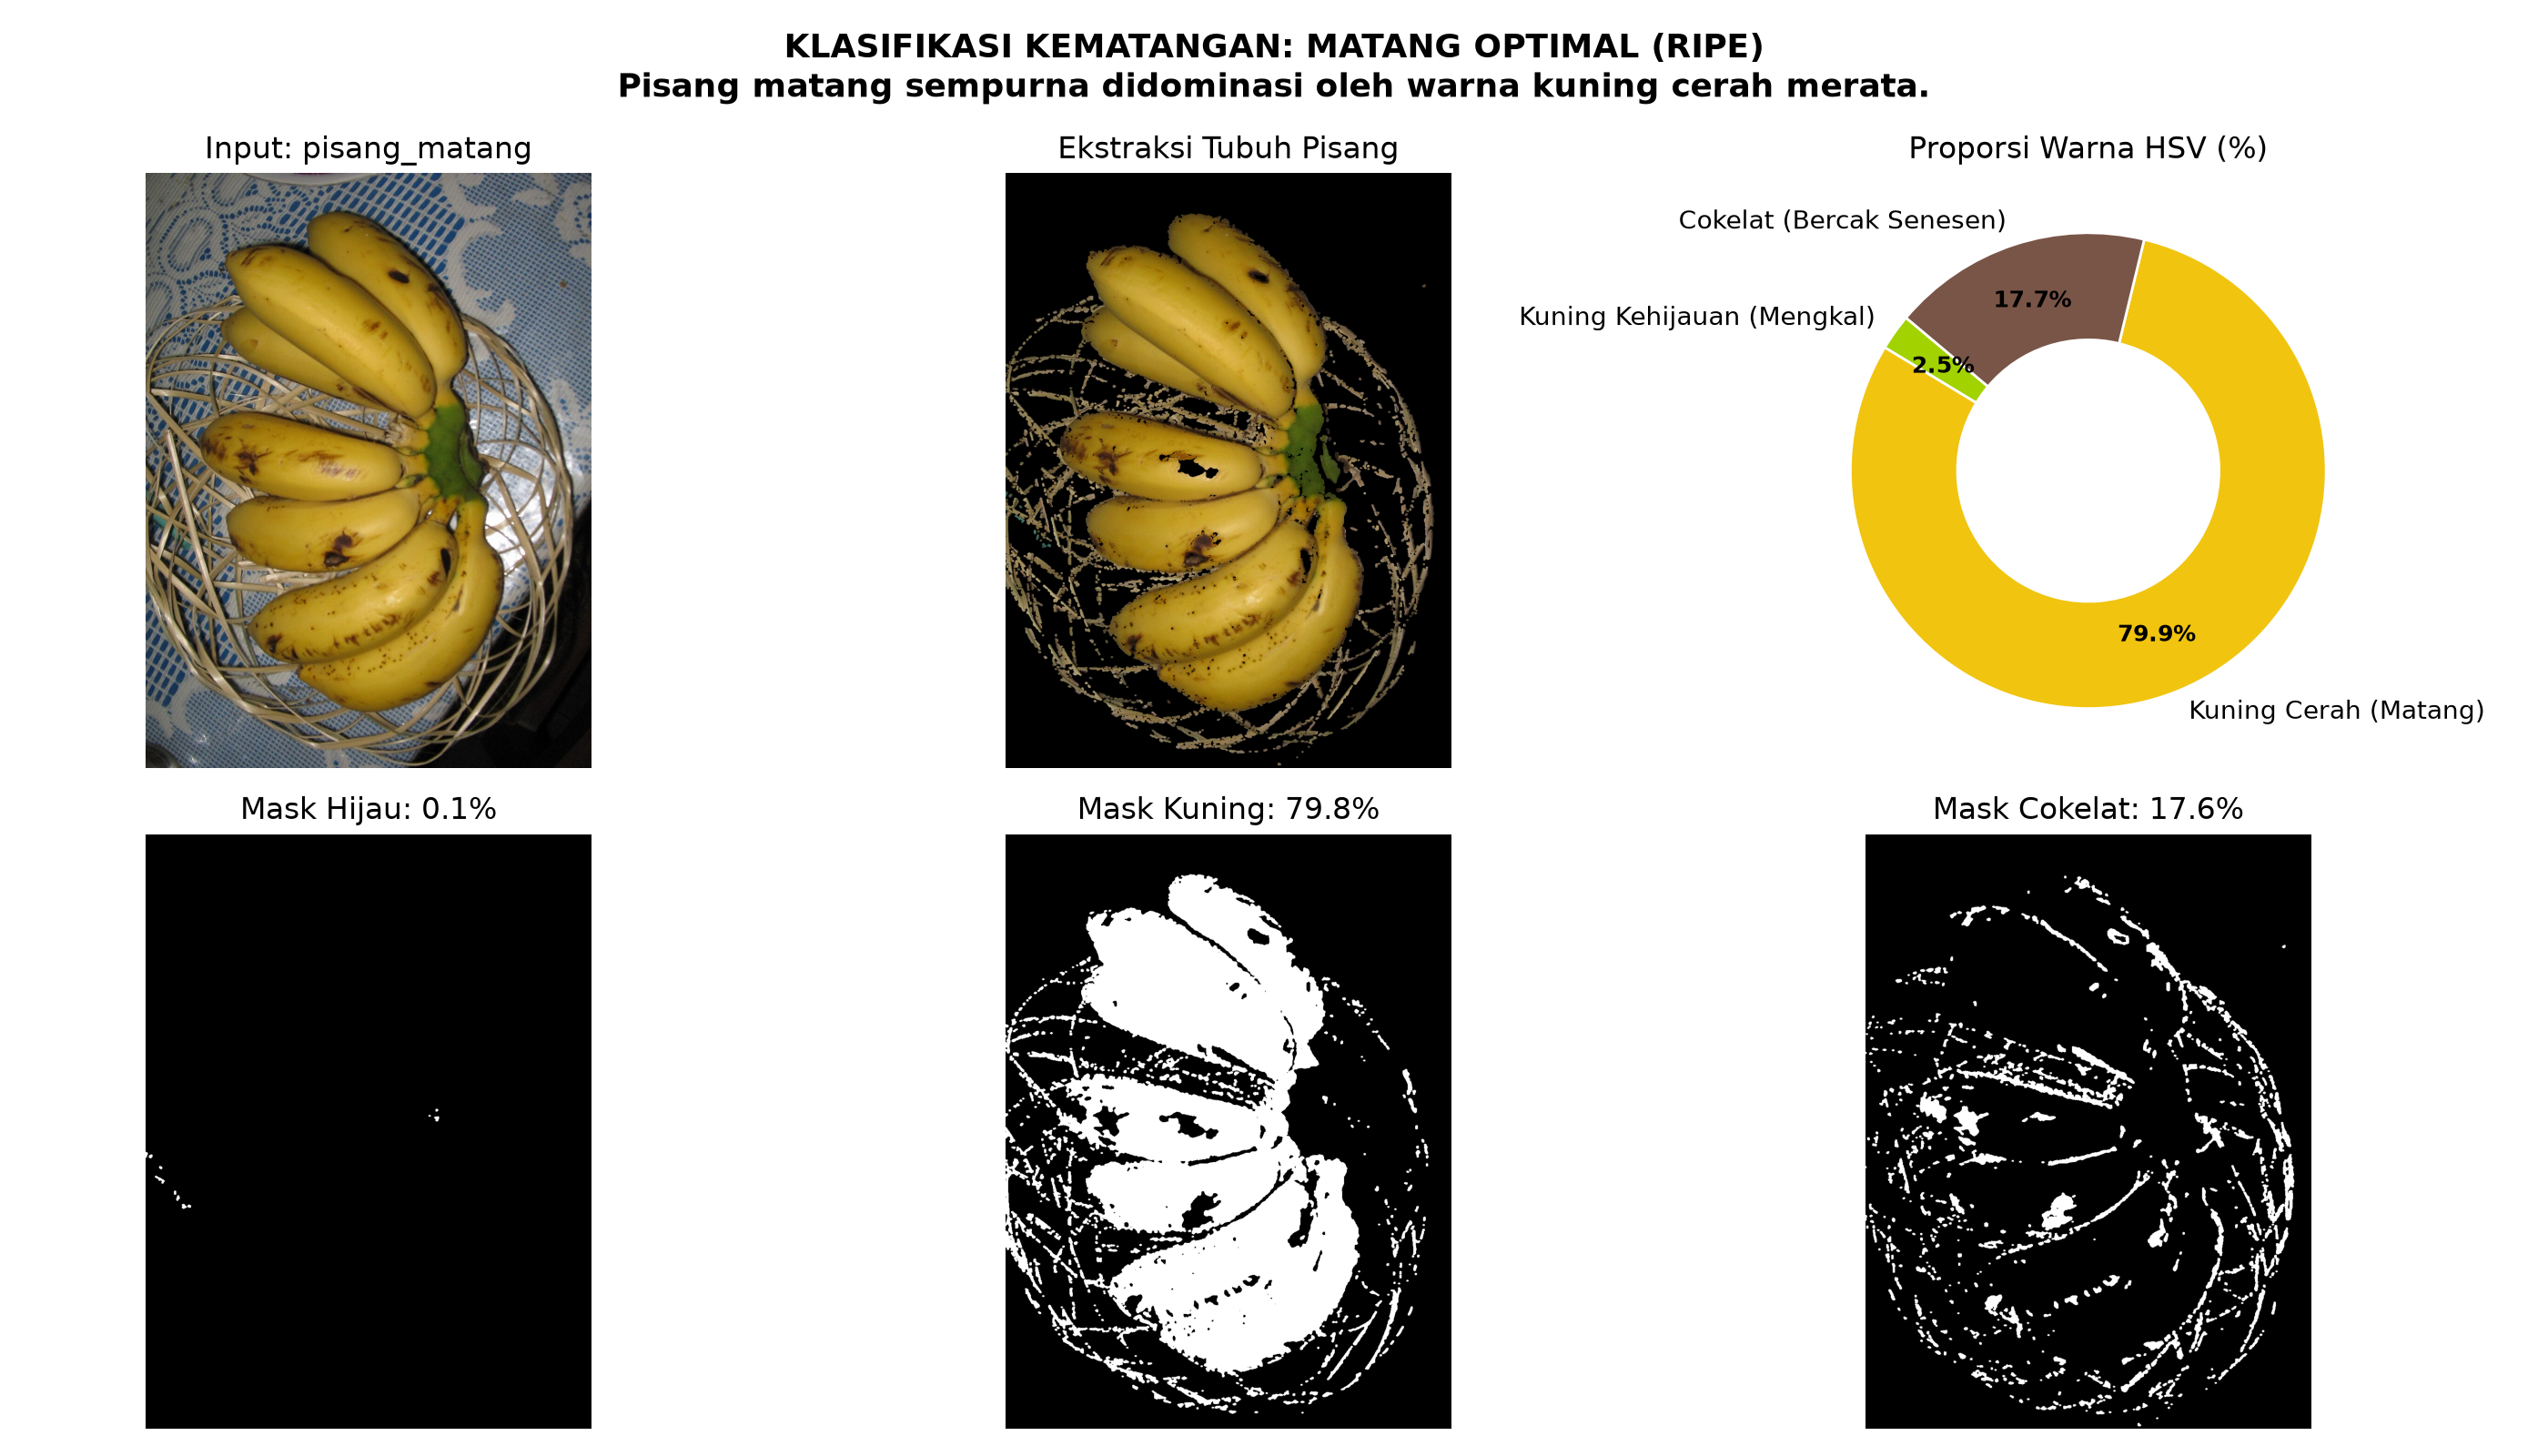 KLASIFIKASI KEMATANGAN: MATANG OPTIMAL (RIPE)
Pisang matang sempurna didominasi oleh warna kuning cerah merata.
Input: pisang_matang
Ekstraksi Tubuh Pisang
Proporsi Warna HSV (%)
Cokelat (Bercak Senesen)
17.7%
Kuning Kehijauan (Mengkal)
2.5%
79.9%
Kuning Cerah (Matang)
Mask Hijau: 0.1%
Mask Kuning: 79.8%
Mask Cokelat: 17.6%